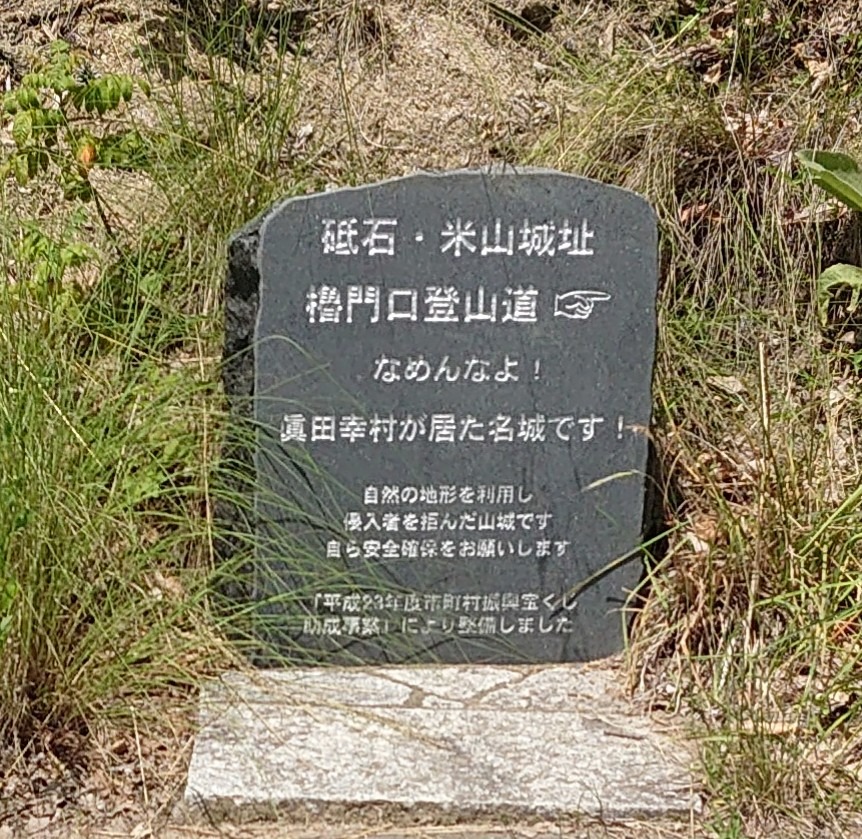 砥石・米山城址
櫓門口登山道☞
なめんなよ！
眞田幸村が居た名城です！
自然の地形を利用し
侵入者を拒んだ山城です
自ら安全確保をお願いします
「平成23年度市町村振興宝くじ
助成事業」により整備しました